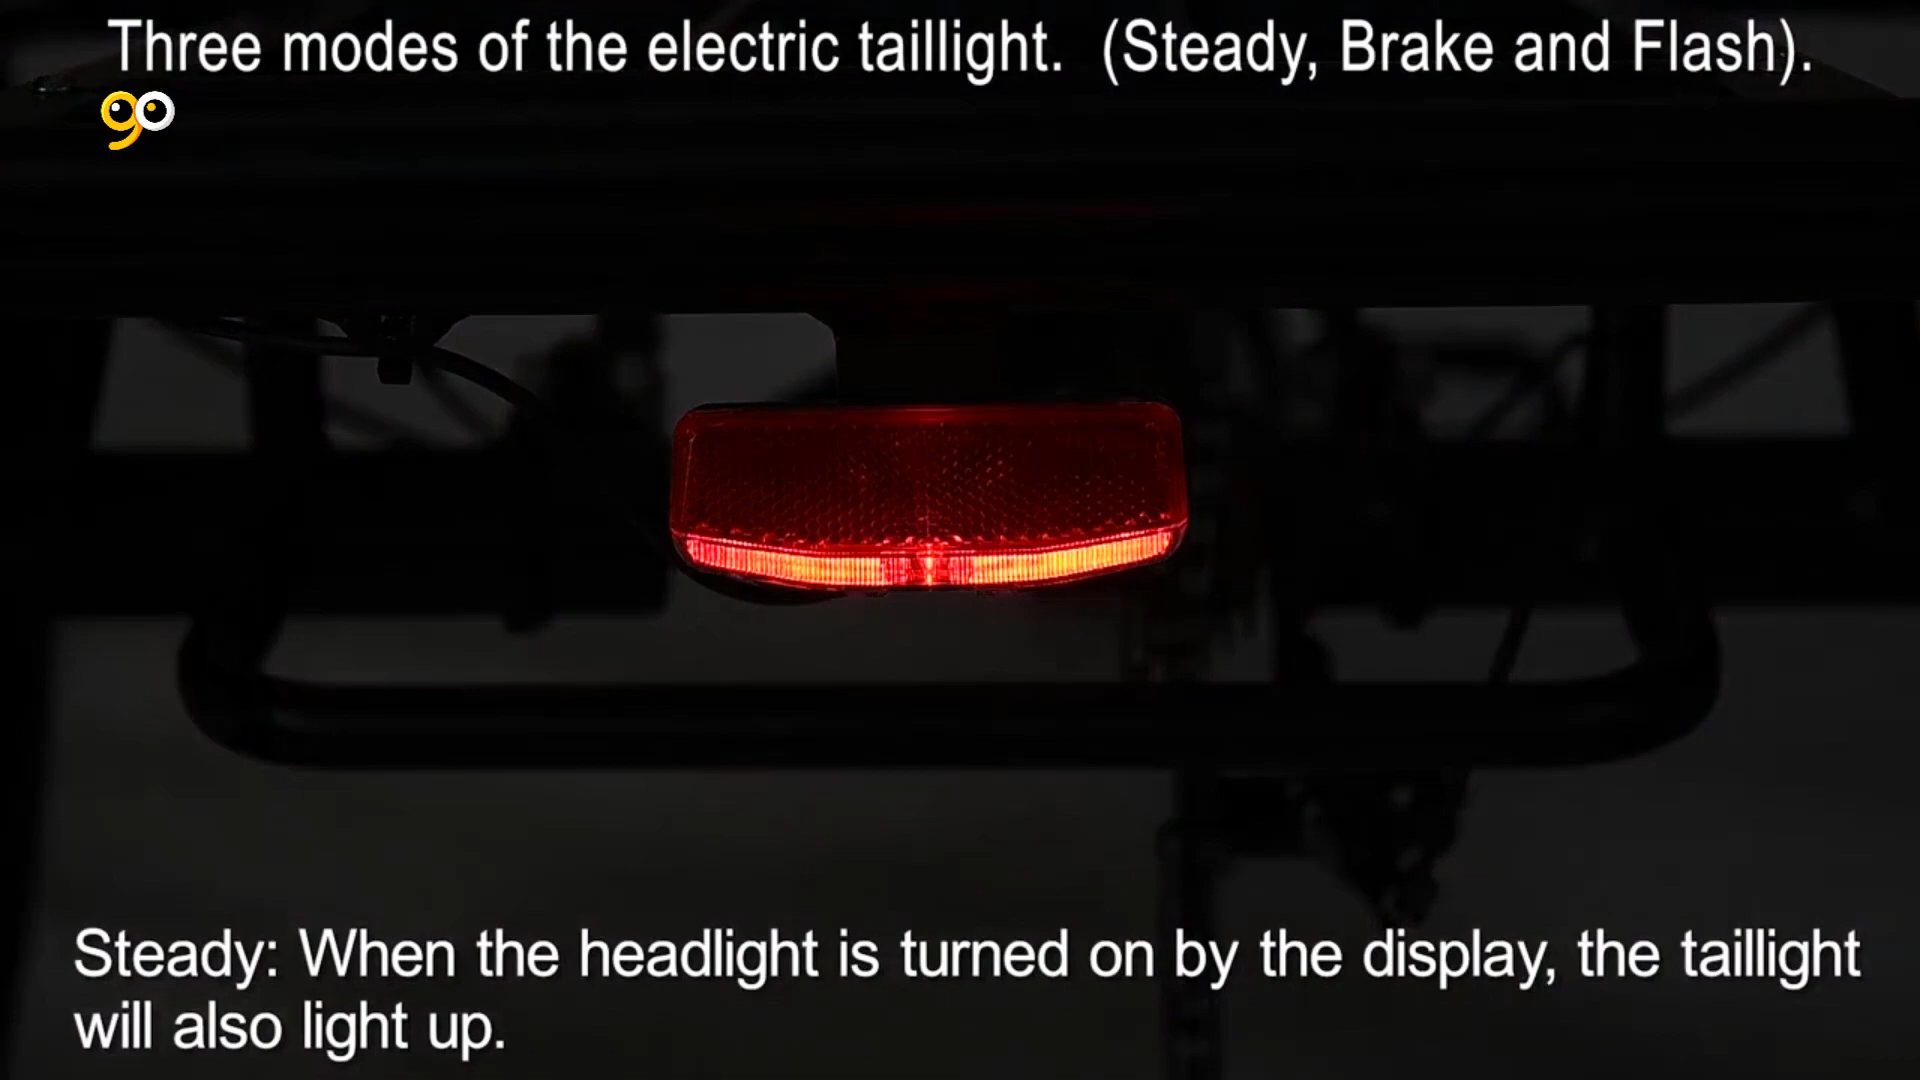 Three modes of the electric taillight. (Steady, Brake and Flash).
go
Steady: When the headlight is turned on by the display, the taillight
will also light up.